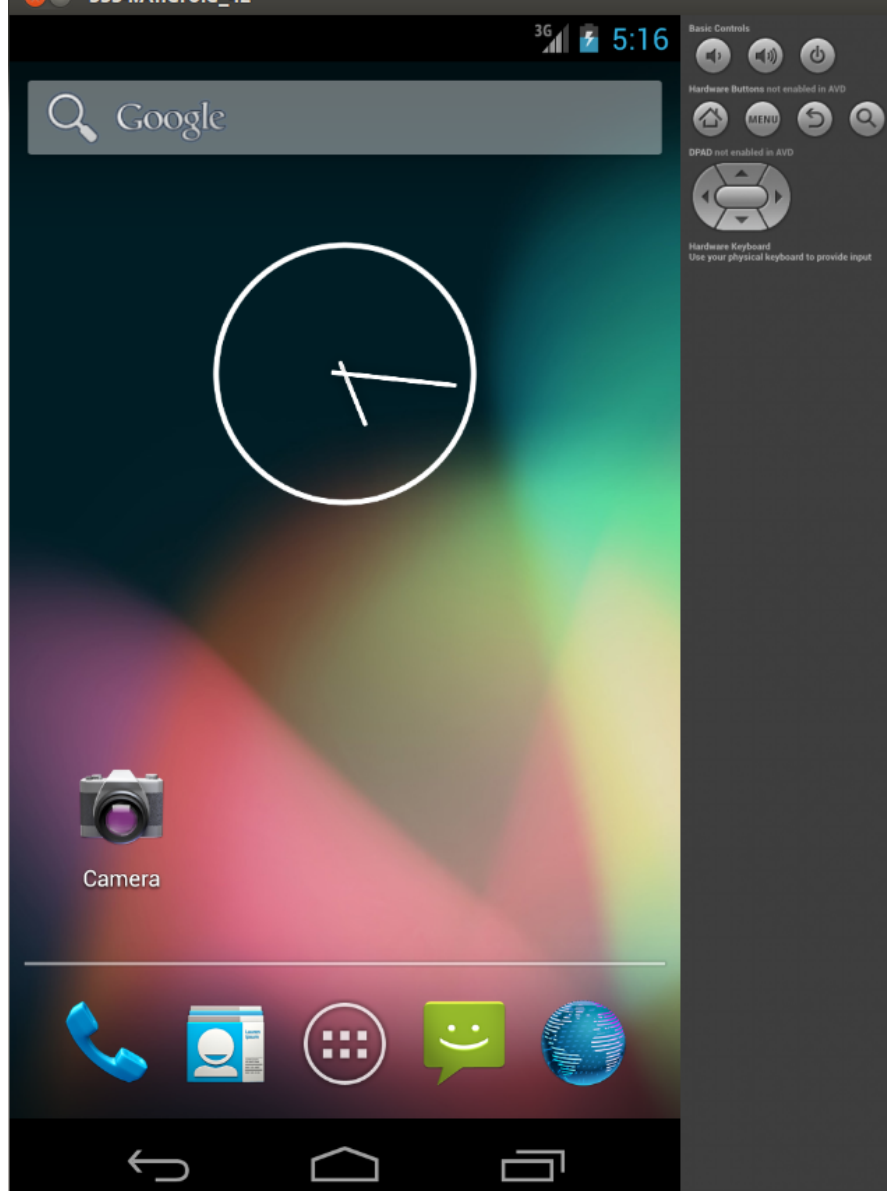 3G 5:16
Google
Camera
Basic Controls
Hardware Buttons not enabled in AVD
MENU
DPAD not enabled in AVD
Hardware Keyboard
Use your physical keyboard to provide input